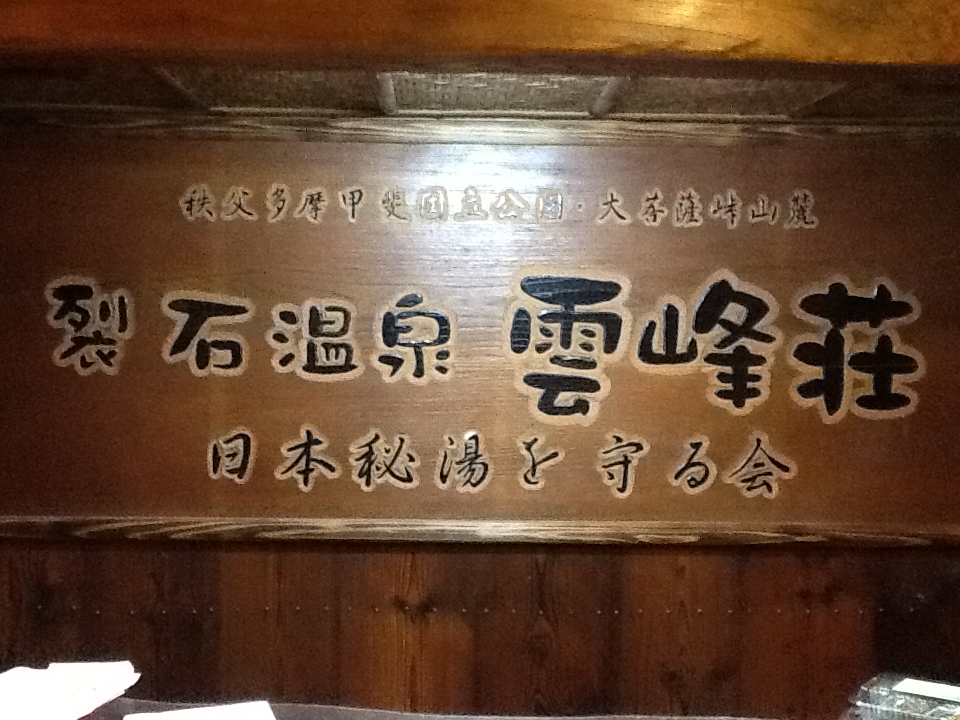 秩父多摩甲斐国立公園・大菩薩峠山麓
裂石温泉 雲峰荘
日本秘湯を守る会